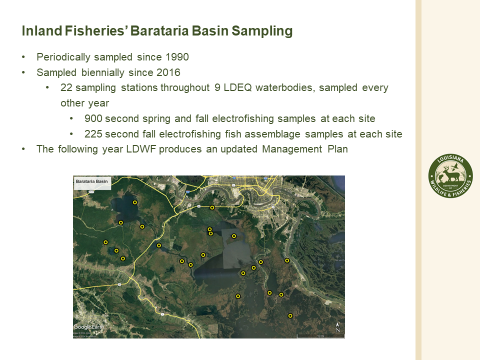 Inland Fisheries' Barataria Basin Sampling
• Periodically sampled since 1990
• Sampled biennially since 2016
• 22 sampling stations throughout 9 LDEQ waterbodies, sampled every
other year
• 900 second spring and fall electrofishing samples at each site
• 225 second fall electrofishing fish assemblage samples at each site
• The following year LDWF produces an updated Management Plan
Barataria Basin
Google Earth
LOUISIANA
WILDLIFE & FISHERIES